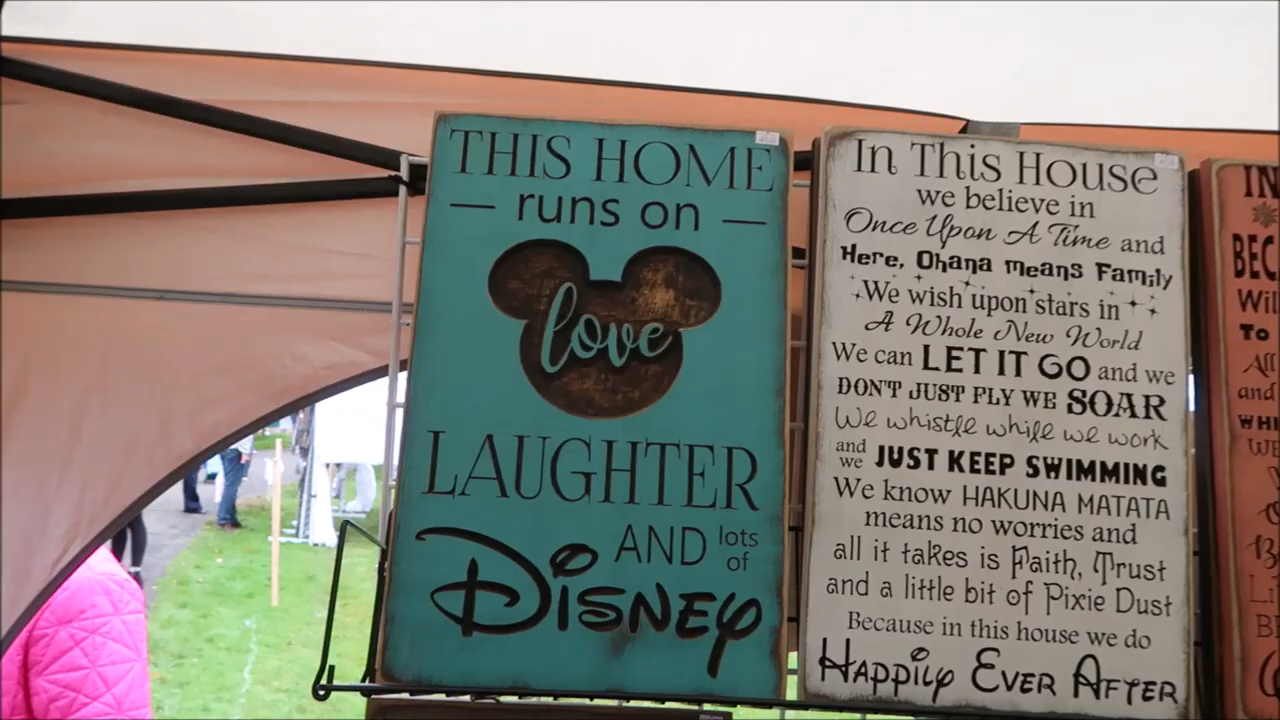 THIS HOME
runs on
love
LAUGHTER
AND lots of
DISNEY
In This House
we believe in
Once Upon A Time and
Here, Ohana means Family
We wish upon stars in
A Whole New World
We can LET IT GO and we
DON'T JUST FLY WE SOAR
We whistle while we work
and we JUST KEEP SWIMMING
We know HAKUNA MATATA
means no worries and
all it takes is Faith, Trust
and a little bit of Pixie Dust
Because in this house we do
HAPPILY EVER AFTER
IN
Will
TO
All
and